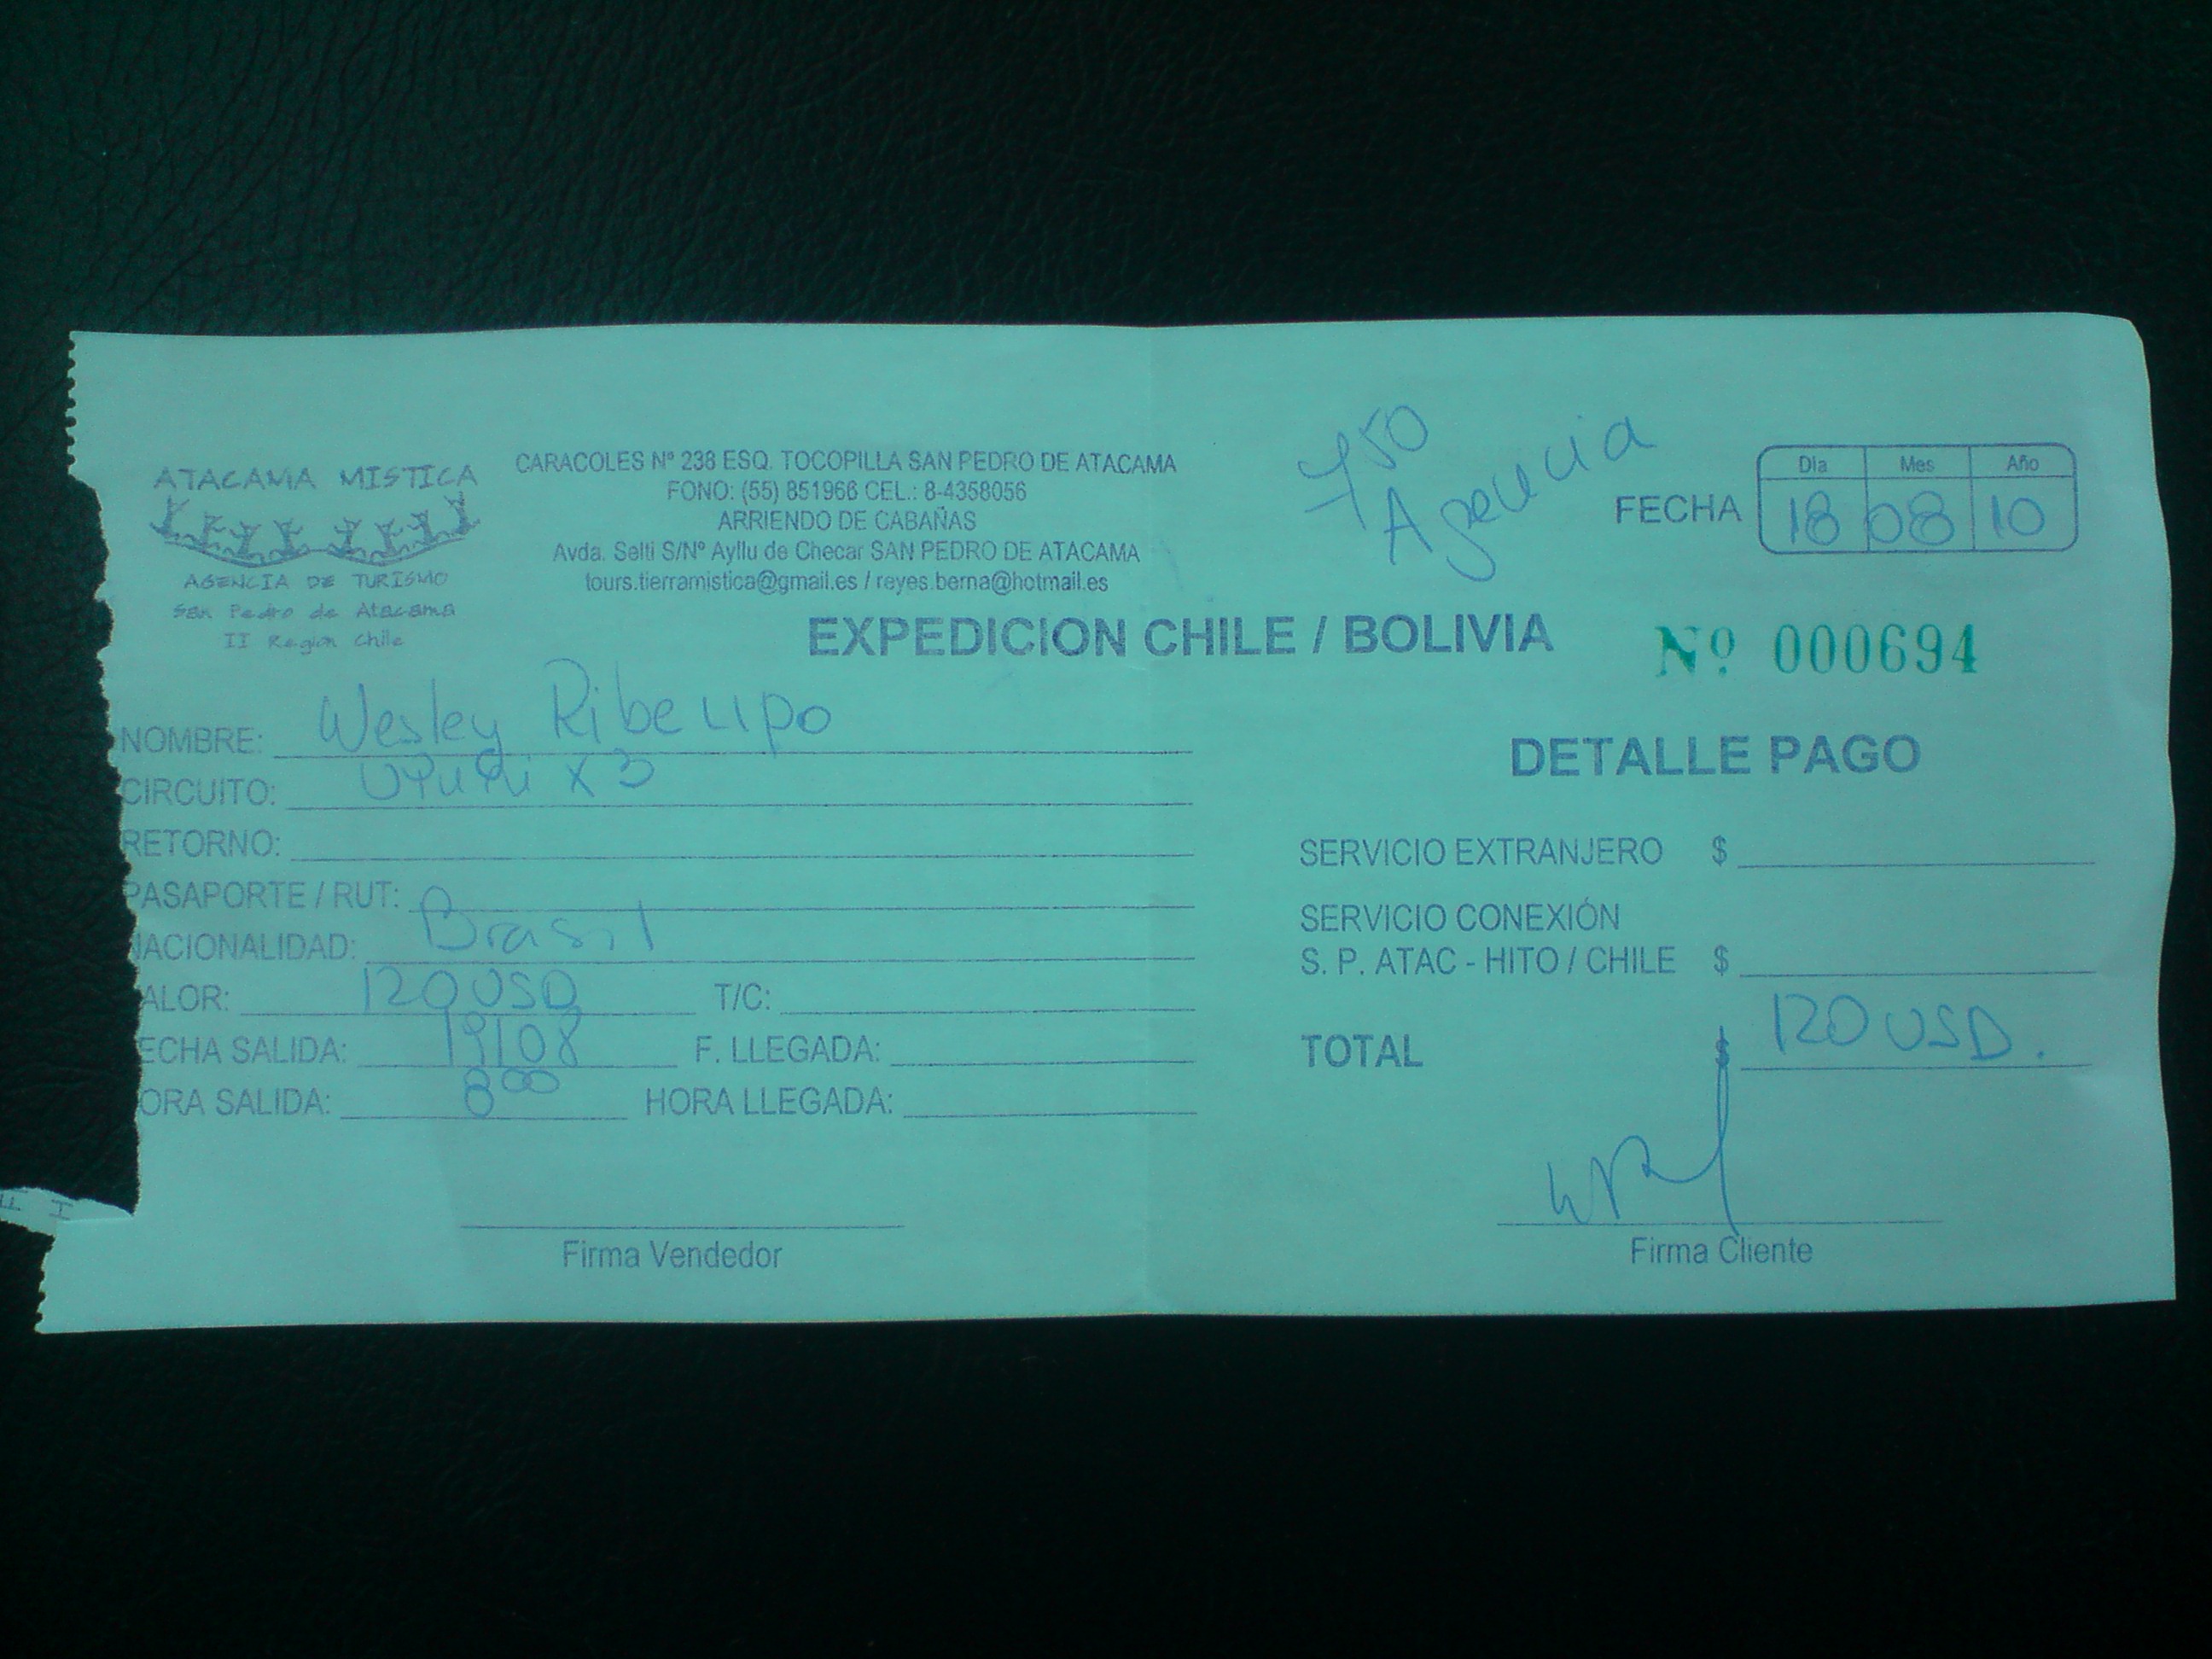 ATACAMA MISTICA
AGENCIA DE TURISMO
San Pedro de Atacama
II Region Chile
CARACOLES Nº 238 ESQ. TOCOPILLA SAN PEDRO DE ATACAMA
FONO: (55) 851966 CEL.: 8-4358056
ARRIENDO DE CABAÑAS
Avda. Selti S/Nº Ayllu de Checar SAN PEDRO DE ATACAMA
tours.tierramistica@gmail.es / reyes.berna@hotmail.es
750
Agencia
FECHA
Día Mes Año
18 08 10
EXPEDICION CHILE / BOLIVIA
Nº 000694
NOMBRE: Wesley Ribeiro
CIRCUITO: Uyuni x 3
RETORNO:
PASAPORTE / RUT:
NACIONALIDAD: Brasil
ALOR: 120 USD T/C:
ECHA SALIDA: 19/08 F. LLEGADA:
ORA SALIDA: 8 00 HORA LLEGADA:
Firma Vendedor
DETALLE PAGO
SERVICIO EXTRANJERO $
SERVICIO CONEXIÓN
S. P. ATAC - HITO / CHILE $
TOTAL $ 120 USD.
Firma Cliente